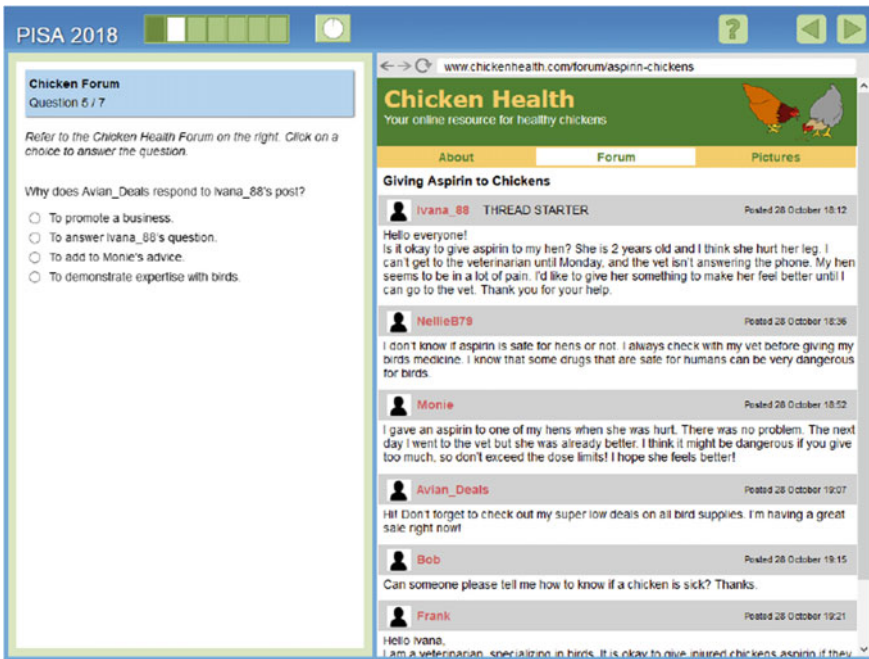 PISA 2018
?
Chicken Forum
Question 5 / 7
Refer to the Chicken Health Forum on the right. Click on a
choice to answer the question.
Why does Avian_Deals respond to Ivana_88's post?
To promote a business.
To answer Ivana_88's question.
To add to Monie's advice.
To demonstrate expertise with birds.
www.chickenhealth.com/forum/aspirin-chickens
Chicken Health
Your online resource for healthy chickens
About Forum Pictures
Giving Aspirin to Chickens
Ivana_88 THREAD STARTER Posted 28 October 18:12
Hello everyone!
Is it okay to give aspirin to my hen? She is 2 years old and I think she hurt her leg. I
can't get to the veterinarian until Monday, and the vet isn't answering the phone. My hen
seems to be in a lot of pain. I'd like to give her something to make her feel better until I
can go to the vet. Thank you for your help.
NellieB79 Posted 28 October 18:36
I don't know if aspirin is safe for hens or not. I always check with my vet before giving my
birds medicine. I know that some drugs that are safe for humans can be very dangerous
for birds.
Monie Posted 28 October 18:52
I gave an aspirin to one of my hens when she was hurt. There was no problem. The next
day I went to the vet but she was already better. I think it might be dangerous if you give
too much, so don't exceed the dose limits! I hope she feels better!
Avian_Deals Posted 28 October 19:07
Hi! Don't forget to check out my super low deals on all bird supplies. I'm having a great
sale right now!
Bob Posted 28 October 19:15
Can someone please tell me how to know if a chicken is sick? Thanks.
Frank Posted 28 October 19:21
Hello Ivana,
I am a veterinarian, specializing in birds. It is okay to give injured chickens aspirin if they